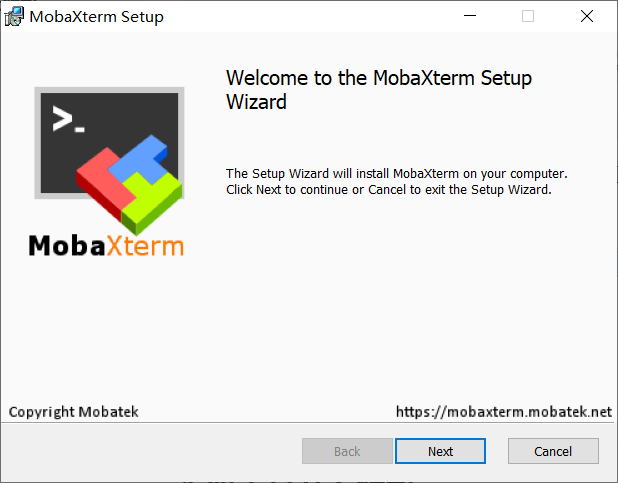 MobaXterm Setup
Welcome to the MobaXterm Setup
Wizard
>_
The Setup Wizard will install MobaXterm on your computer.
Click Next to continue or Cancel to exit the Setup Wizard.
MobaXterm
Copyright Mobatek
https://mobaxterm.mobatek.net
Back
Next
Cancel